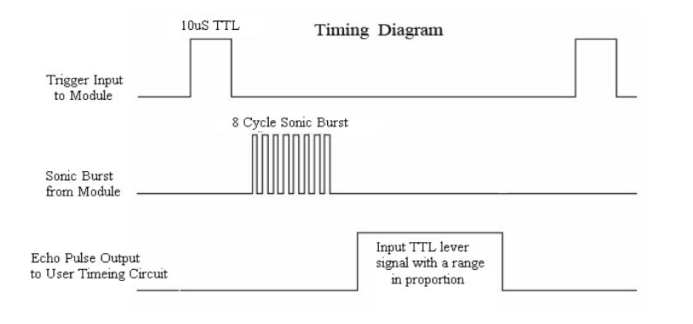 10uS TTL
Timing Diagram
Trigger Input
to Module
8 Cycle Sonic Burst
Sonic Burst
from Module
Echo Pulse Output
to User Timeing Circuit
Input TTL lever
signal with a range
in proportion